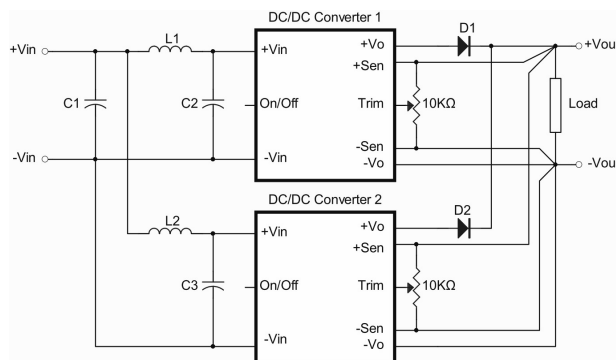 DC/DC Converter 1
D1
L1
+Vin
+Vin
+Vo
+Vou
+Sen
C1
C2
On/Off
Trim
10KΩ
Load
-Sen
-Vin
-Vin
-Vo
-Vou
DC/DC Converter 2
D2
L2
+Vin
+Vo
+Sen
C3
On/Off
Trim
10KΩ
-Sen
-Vin
-Vo